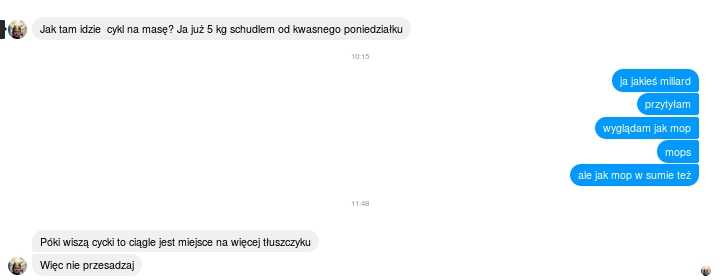 Jak tam idzie cykl na masę? Ja już 5 kg schudlem od kwasnego poniedziałku
10:15
ja jakieś miliard
przytyłam
wyglądam jak mop
mops
ale jak mop w sumie też
11:48
Póki wiszą cycki to ciągle jest miejsce na więcej tłuszczyku
Więc nie przesadzaj